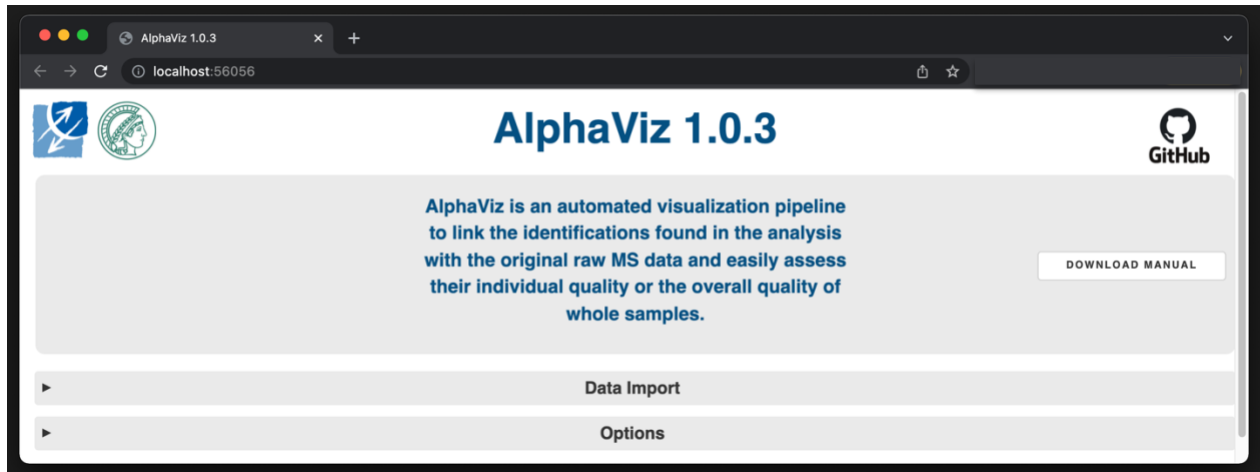 AlphaViz 1.0.3
localhost:56056
AlphaViz 1.0.3
GitHub
AlphaViz is an automated visualization pipeline
to link the identifications found in the analysis
with the original raw MS data and easily assess
their individual quality or the overall quality of
whole samples.
DOWNLOAD MANUAL
Data Import
Options